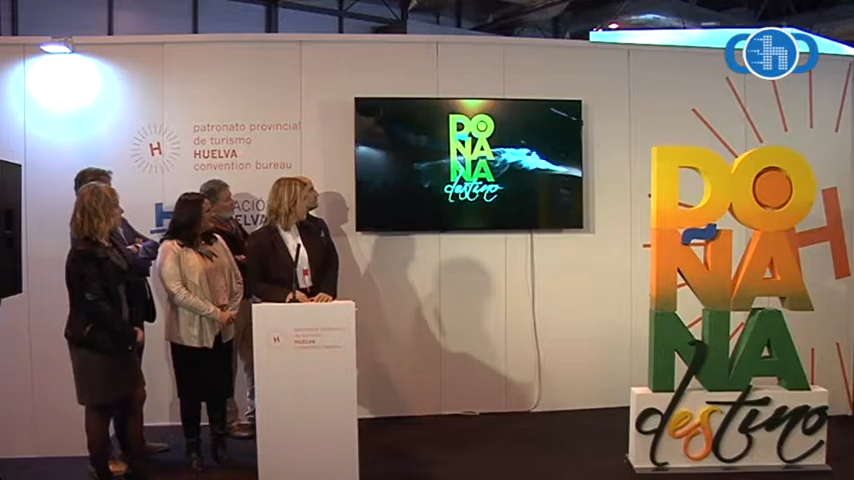 H
patronato provincial
de turismo
HUELVA
convention bureau
DO
ÑA
NA
destino
DO
ÑA
NA
destino
H
H
HUELVA